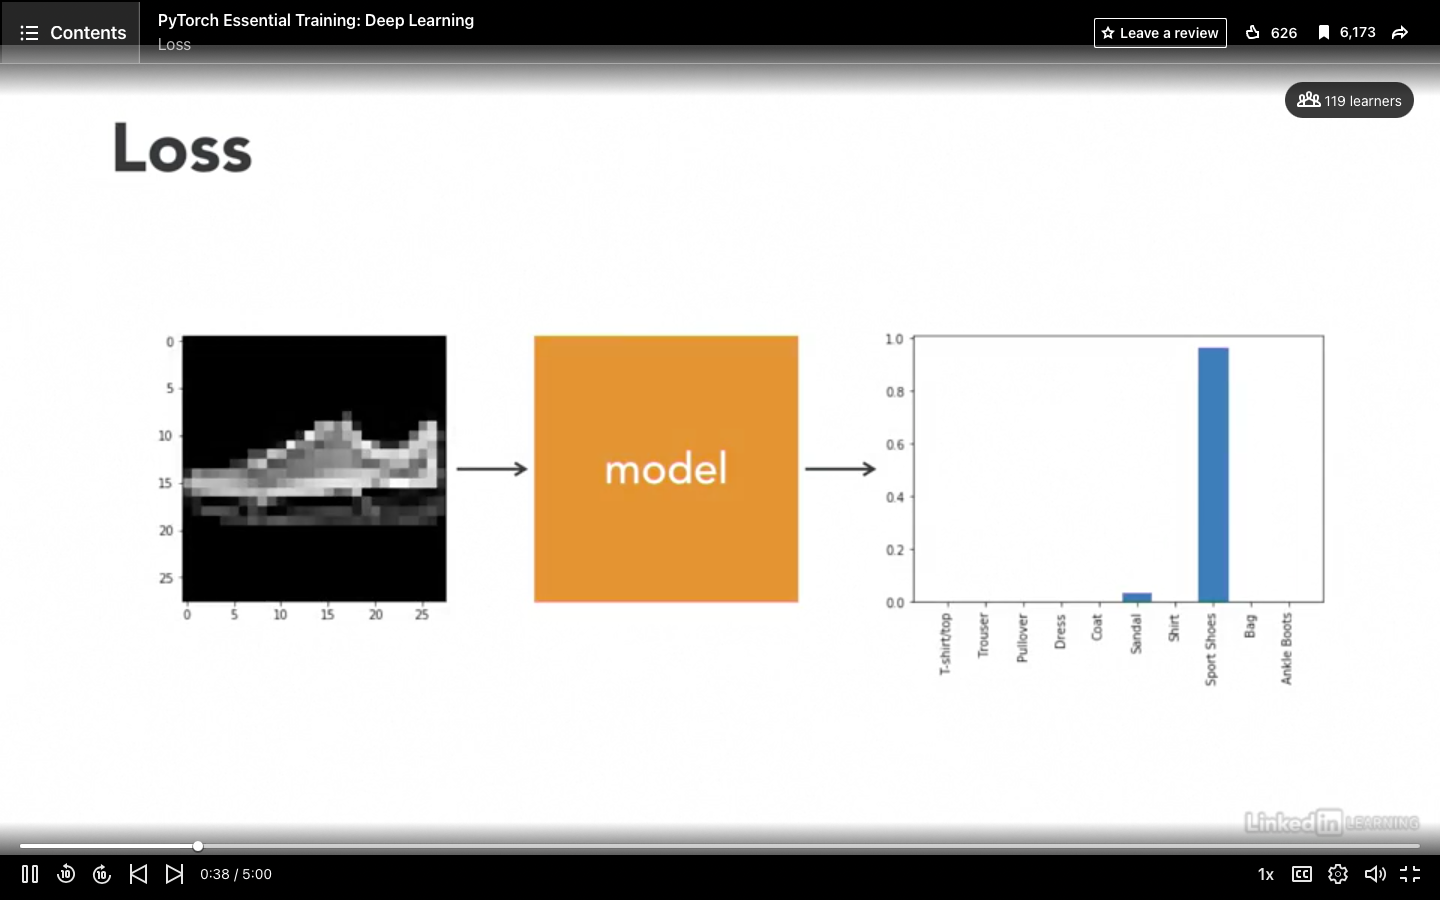 Contents
PyTorch Essential Training: Deep Learning
Loss
Leave a review
626
6,173
119 learners
Loss
0
5
10
15
20
25
0 5 10 15 20 25
model
1.0
0.8
0.6
0.4
0.2
0.0
T-shirt/top
Trouser
Pullover
Dress
Coat
Sandal
Shirt
Sport Shoes
Bag
Ankle Boots
Linked in LEARNING
10
10
0:38 / 5:00
1x
CC